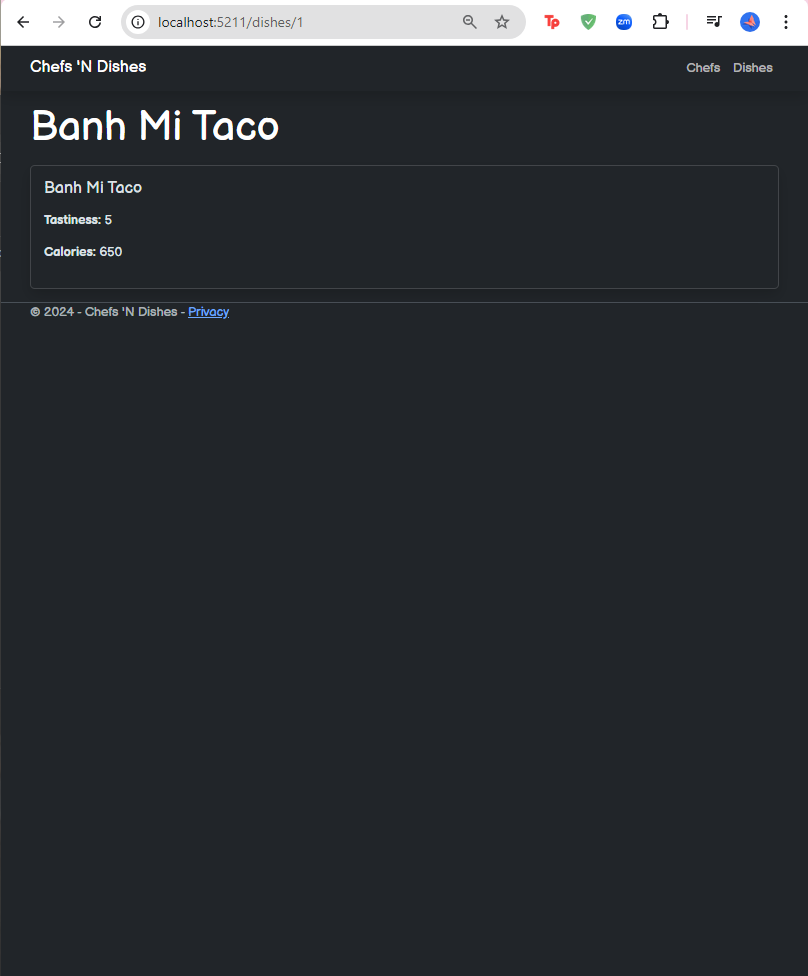 localhost:5211/dishes/1
Tp
zm
Chefs 'N Dishes
Chefs Dishes
Banh Mi Taco
Banh Mi Taco
Tastiness: 5
Calories: 650
© 2024 - Chefs 'N Dishes - Privacy